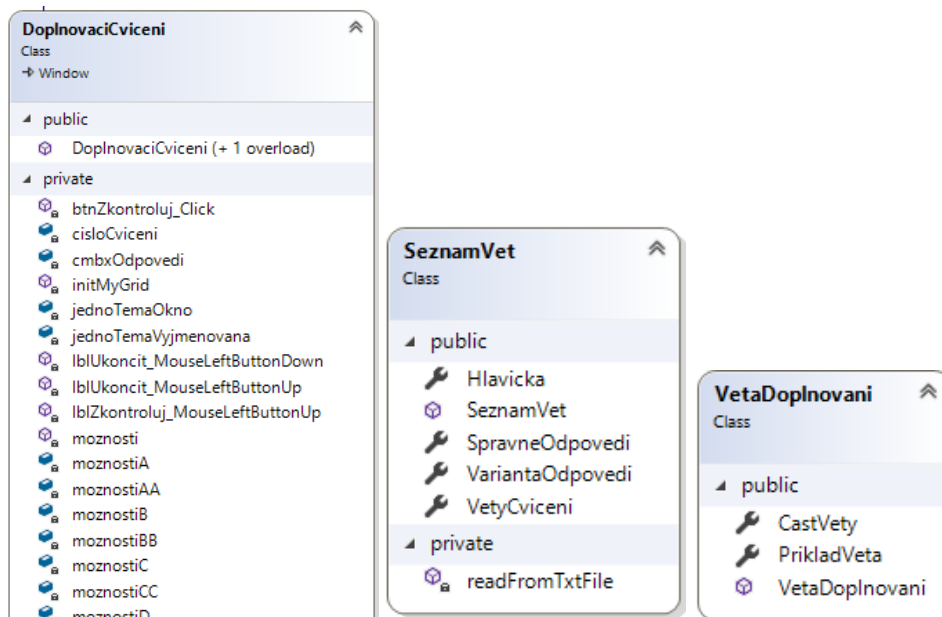 DoplnovaciCviceni
Class
Window
public
DoplnovaciCviceni (+ 1 overload)
private
btnZkontroluj_Click
cisloCviceni
cmbxOdpovedi
initMyGrid
jednoTemaOkno
jednoTemaVyjmenovana
lblUkoncit_MouseLeftButtonDown
lblUkoncit_MouseLeftButtonUp
lblZkontroluj_MouseLeftButtonUp
moznosti
moznostiA
moznostiAA
moznostiB
moznostiBB
moznostiC
moznostiCC
moznostiD
SeznamVet
Class
public
Hlavicka
SeznamVet
SpravneOdpovedi
VariantaOdpovedi
VetyCviceni
private
readFromTxtFile
VetaDoplnovani
Class
public
CastVety
PrikladVeta
VetaDoplnovani